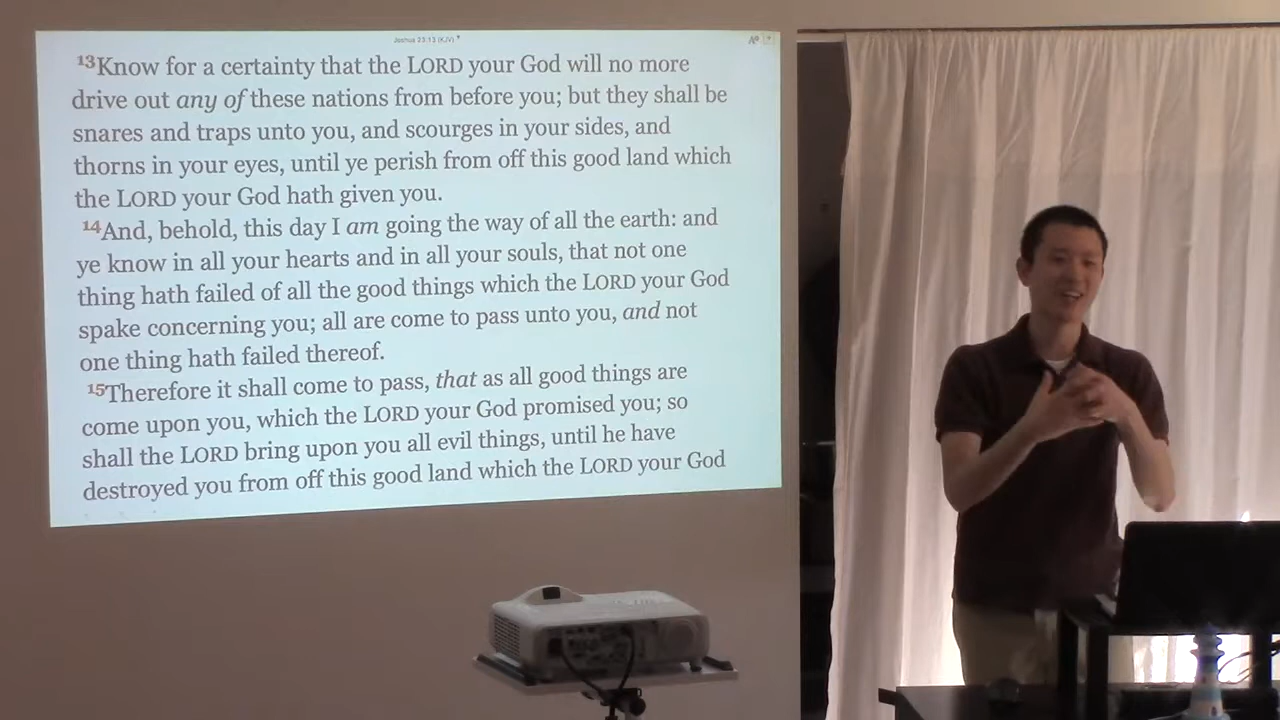 Joshua 23:13 (KJV)
13Know for a certainty that the LORD your God will no more
drive out any of these nations from before you; but they shall be
snares and traps unto you, and scourges in your sides, and
thorns in your eyes, until ye perish from off this good land which
the LORD your God hath given you.
14And, behold, this day I am going the way of all the earth: and
ye know in all your hearts and in all your souls, that not one
thing hath failed of all the good things which the LORD your God
spake concerning you; all are come to pass unto you, and not
one thing hath failed thereof.
15Therefore it shall come to pass, that as all good things are
come upon you, which the LORD your God promised you; so
shall the LORD bring upon you all evil things, until he have
destroyed you from off this good land which the LORD your God